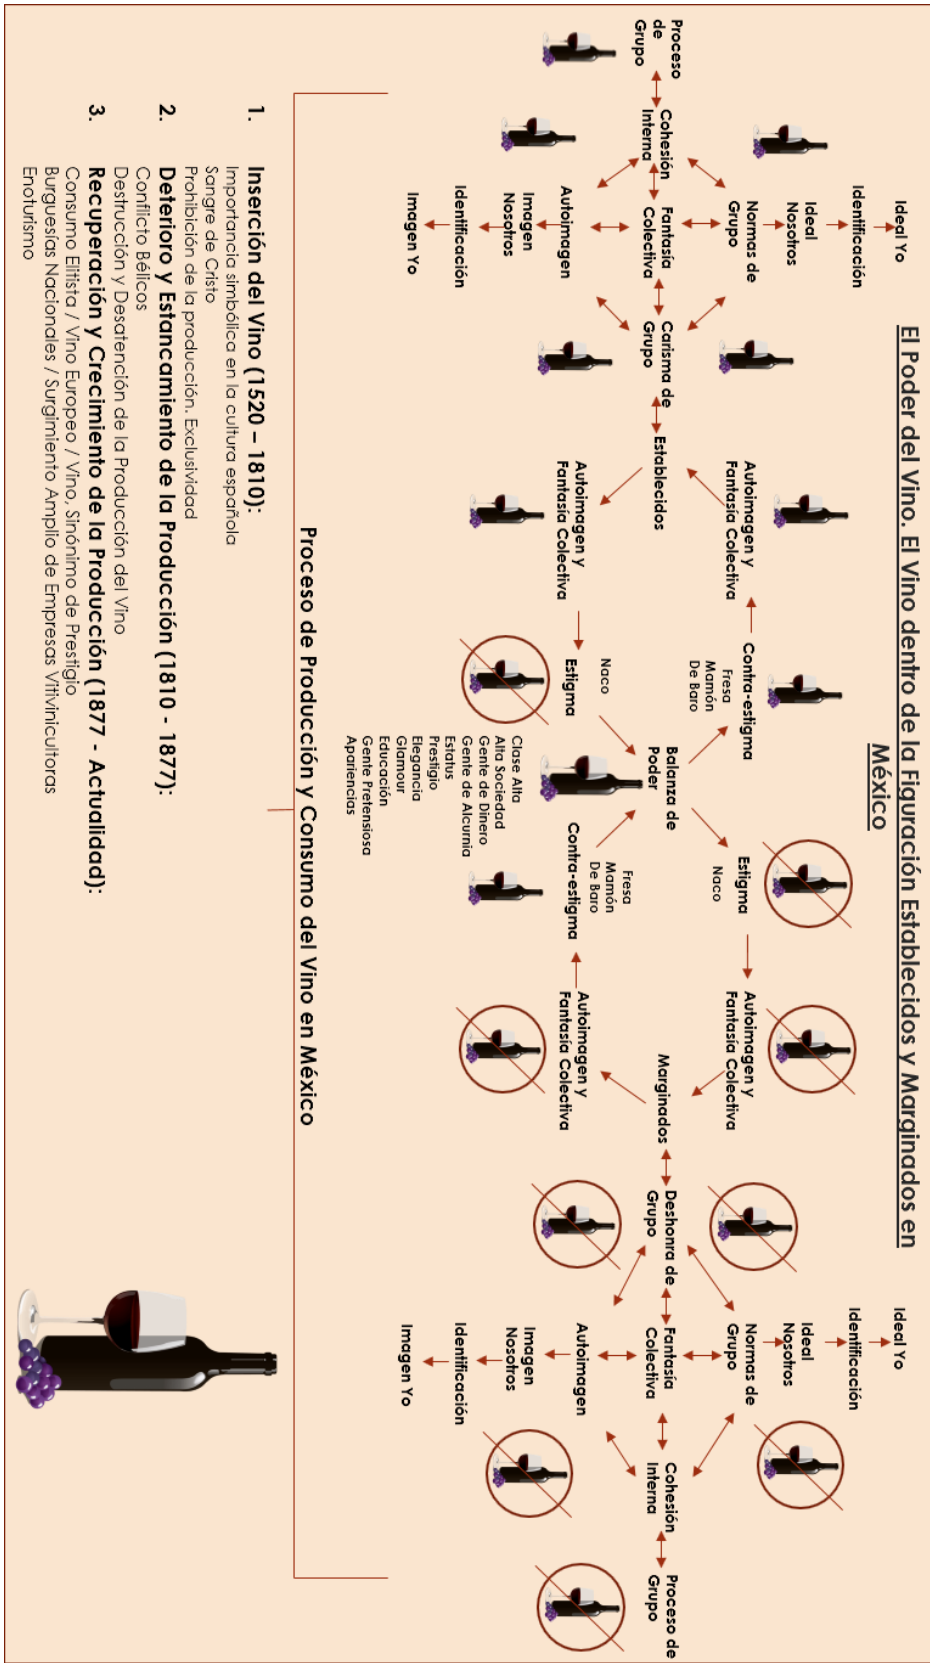 El Poder del Vino. El Vino dentro de la Figuración Establecidos y Marginados en
México
Ideal Yo
Identificación
Ideal
Nosotros
Normas de
Grupo
Proceso
de
Grupo
Cohesión
Interna
Fantasía
Colectiva
Carisma de
Grupo
Establecidos
Autoimagen
Imagen
Nosotros
Identificación
Imagen Yo
Autoimagen y
Fantasía Colectiva
Contra-estigma
Fresa
Mamón
De Baro
Autoimagen y
Fantasía Colectiva
Naco
Estigma
Balanza de
Poder
Clase Alta
Alta Sociedad
Gente de Dinero
Gente de Alcurnia
Estatus
Prestigio
Elegancia
Glamour
Educación
Gente Pretensiosa
Apariencias
Estigma
Naco
Autoimagen y
Fantasía Colectiva
Fresa
Mamón
De Baro
Contra-estigma
Autoimagen y
Fantasía Colectiva
Marginados
Deshonra de
Grupo
Ideal Yo
Identificación
Ideal
Nosotros
Normas de
Grupo
Fantasía
Colectiva
Autoimagen
Imagen
Nosotros
Identificación
Imagen Yo
Cohesión
Interna
Proceso de
Grupo
Proceso de Producción y Consumo del Vino en México
1. Inserción del Vino (1520 – 1810):
Importancia simbólica en la cultura española
Sangre de Cristo
Prohibición de la producción. Exclusividad
2. Deterioro y Estancamiento de la Producción (1810 - 1877):
Conflicto Bélicos
Destrucción y Desatención de la Producción del Vino
3. Recuperación y Crecimiento de la Producción (1877 - Actualidad):
Consumo Elitista / Vino Europeo / Vino, Sinónimo de Prestigio
Burguesías Nacionales / Surgimiento Amplio de Empresas Vitivinicultoras
Enoturismo